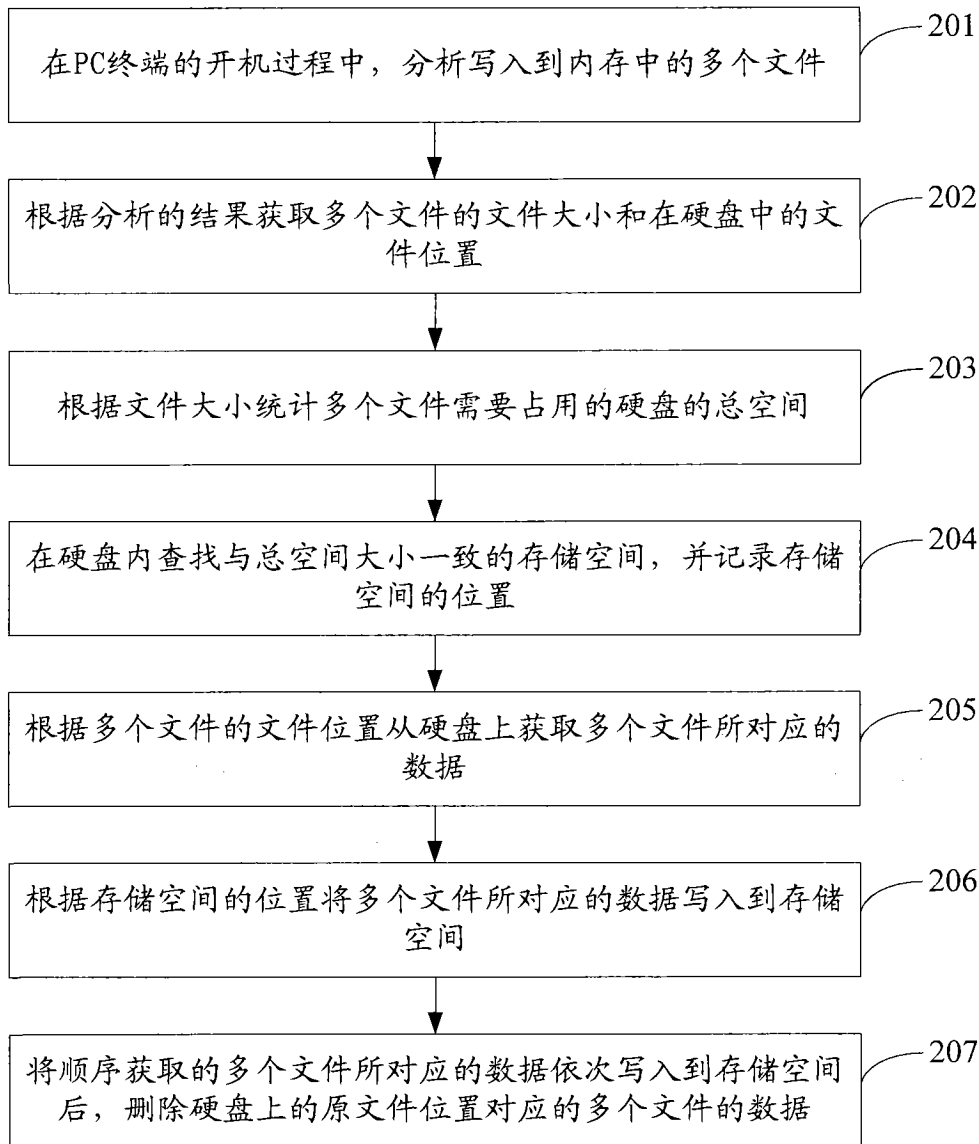 在PC终端的开机过程中，分析写入到内存中的多个文件
201
根据分析的结果获取多个文件的文件大小和在硬盘中的文
件位置
202
根据文件大小统计多个文件需要占用的硬盘的总空间
203
在硬盘内查找与总空间大小一致的存储空间，并记录存储
空间的位置
204
根据多个文件的文件位置从硬盘上获取多个文件所对应的
数据
205
根据存储空间的位置将多个文件所对应的数据写入到存储
空间
206
将顺序获取的多个文件所对应的数据依次写入到存储空间
后，删除硬盘上的原文件位置对应的多个文件的数据
207